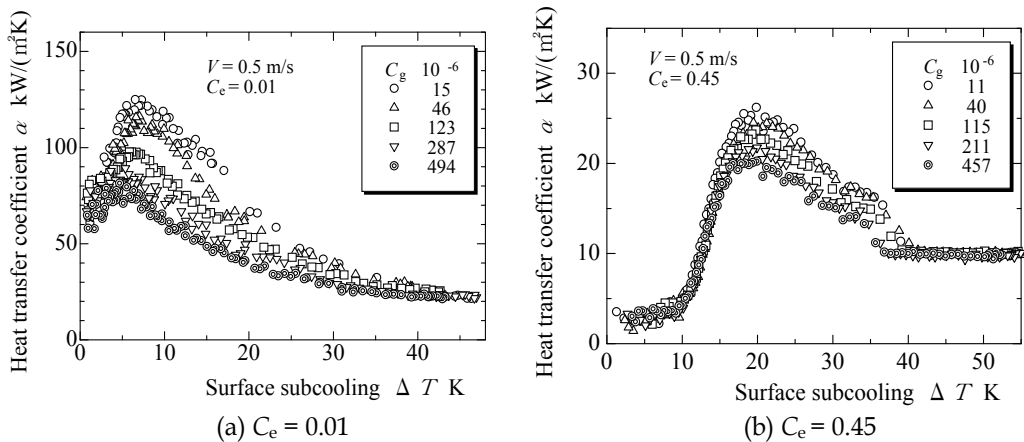 Heat transfer coefficient α kW/(m²K)
150
100
50
0
0 10 20 30 40
V = 0.5 m/s
Ce = 0.01
Cg 10⁻⁶
○ 15
△ 46
□ 123
▽ 287
◎ 494
Surface subcooling Δ T K
(a) Ce = 0.01
Heat transfer coefficient α kW/(m²K)
30
20
10
0
0 10 20 30 40 50
V = 0.5 m/s
Ce = 0.45
Cg 10⁻⁶
○ 11
△ 40
□ 115
▽ 211
◎ 457
Surface subcooling Δ T K
(b) Ce = 0.45